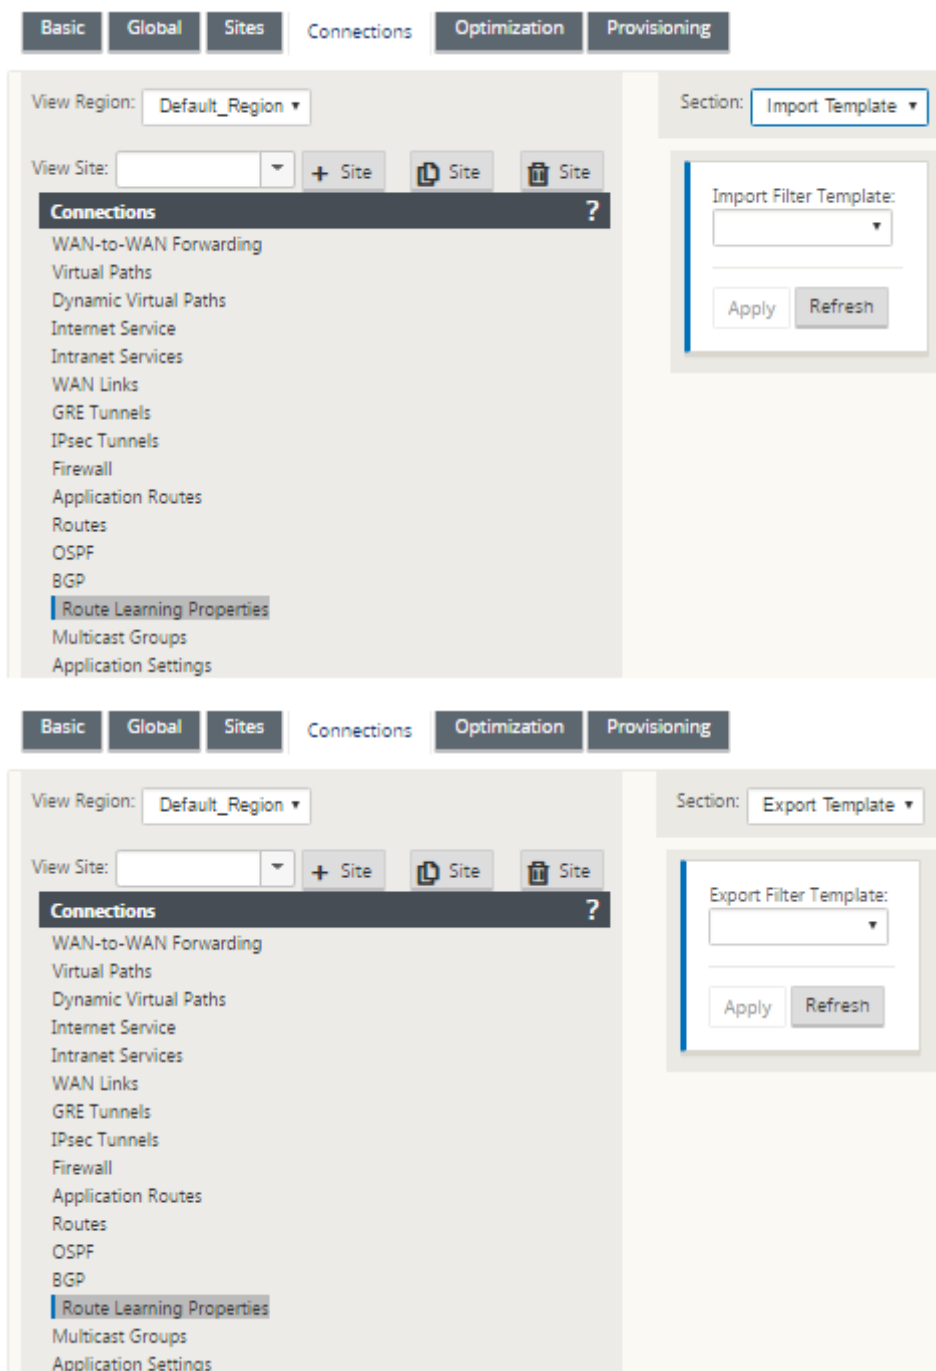 Basic Global Sites Connections Optimization Provisioning
View Region: Default_Region Section: Import Template
View Site: + Site Site Site
Connections ?
Import Filter Template:
WAN-to-WAN Forwarding
Virtual Paths
Dynamic Virtual Paths
Apply Refresh
Internet Service
Intranet Services
WAN Links
GRE Tunnels
IPsec Tunnels
Firewall
Application Routes
Routes
OSPF
BGP
Route Learning Properties
Multicast Groups
Application Settings
Basic Global Sites Connections Optimization Provisioning
View Region: Default_Region Section: Export Template
View Site: + Site Site Site
Connections ?
Export Filter Template:
WAN-to-WAN Forwarding
Virtual Paths
Dynamic Virtual Paths
Apply Refresh
Internet Service
Intranet Services
WAN Links
GRE Tunnels
IPsec Tunnels
Firewall
Application Routes
Routes
OSPF
BGP
Route Learning Properties
Multicast Groups
Application Settings